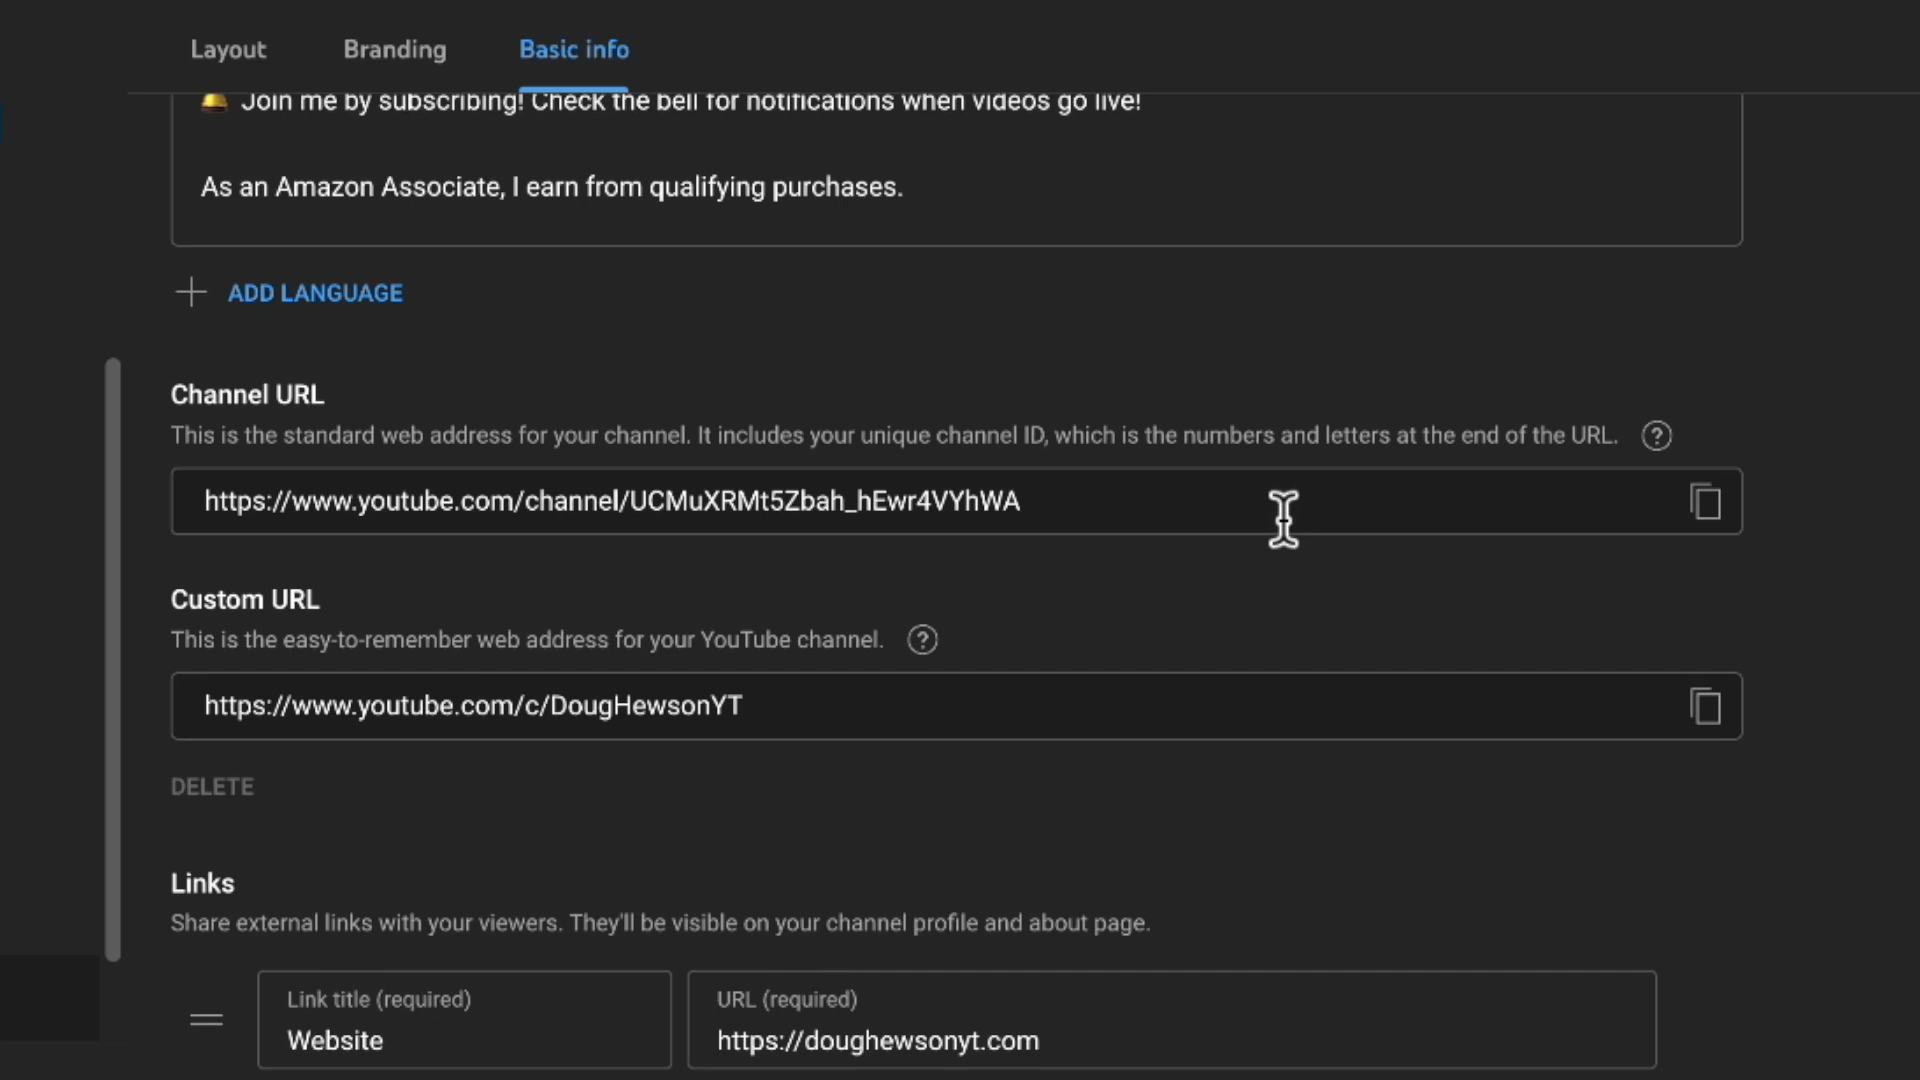 Layout Branding Basic info
Join me by subscribing! Check the bell for notifications when videos go live!
As an Amazon Associate, I earn from qualifying purchases.
ADD LANGUAGE
Channel URL
This is the standard web address for your channel. It includes your unique channel ID, which is the numbers and letters at the end of the URL.
https://www.youtube.com/channel/UCMuXRMt5Zbah_hEwr4VYhWA
Custom URL
This is the easy-to-remember web address for your YouTube channel.
https://www.youtube.com/c/DougHewsonYT
DELETE
Links
Share external links with your viewers. They'll be visible on your channel profile and about page.
Link title (required) URL (required)
Website https://doughewsonyt.com